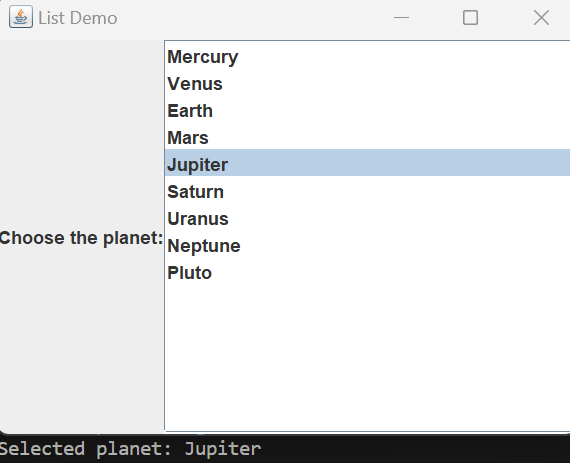 List Demo
Mercury
Venus
Earth
Mars
Jupiter
Saturn
Uranus
Choose the planet:
Neptune
Pluto
Selected planet: Jupiter